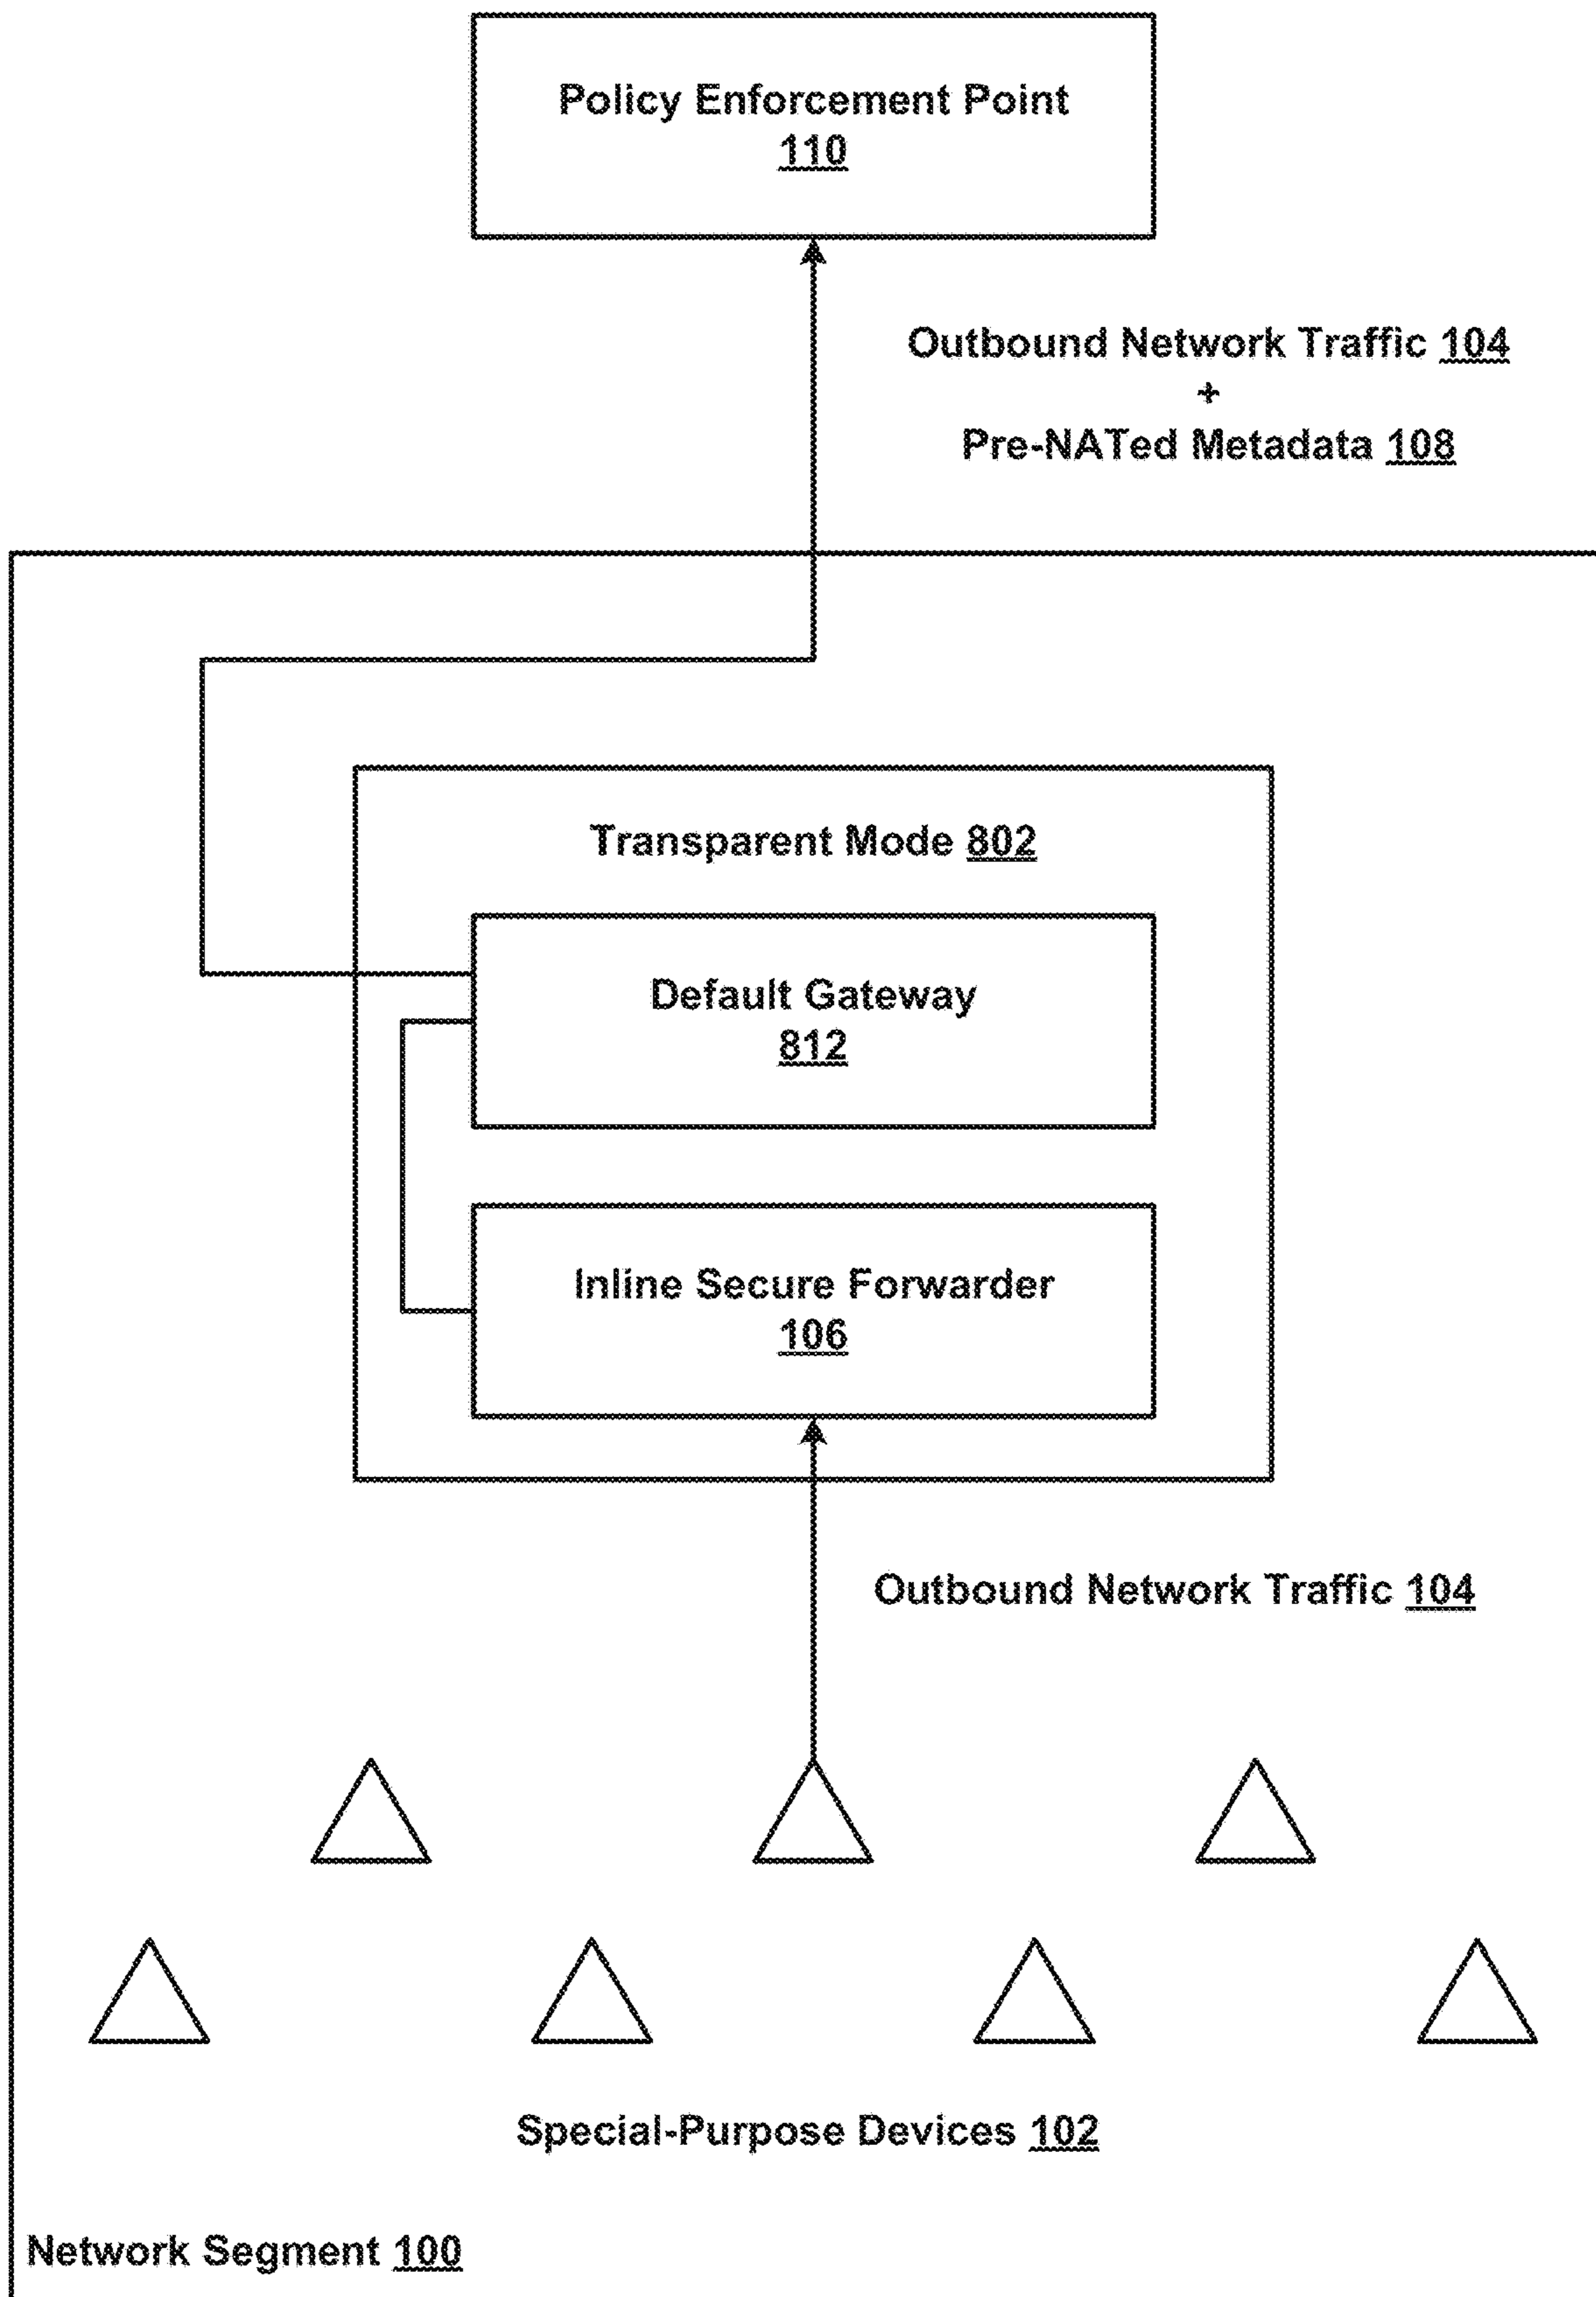 Policy Enforcement Point
110
Outbound Network Traffic 104
+
Pre-NATed Metadata 108
Transparent Mode 802
Default Gateway
812
Inline Secure Forwarder
106
Outbound Network Traffic 104
Special-Purpose Devices 102
Network Segment 100